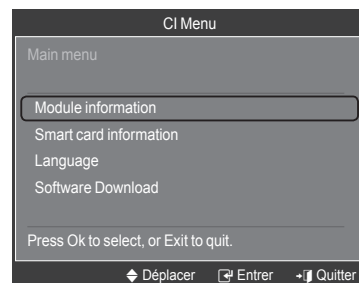 CI Menu
Main menu
Module information
Smart card information
Language
Software Download
Press Ok to select, or Exit to quit.
Déplacer Entrer Quitter